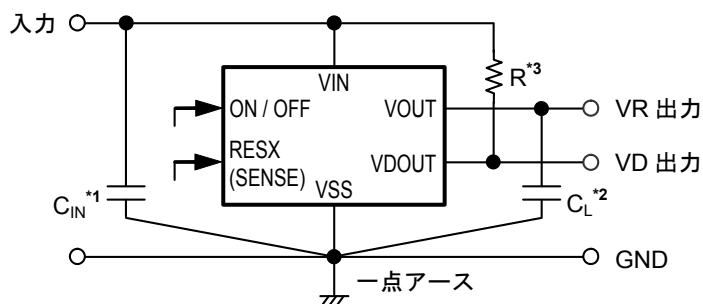 入力
VIN
R*3
ON / OFF
VOUT
VR 出力
RESX
(SENSE)
VDOUT
VD 出力
VSS
CIN*1
CL*2
GND
一点アース